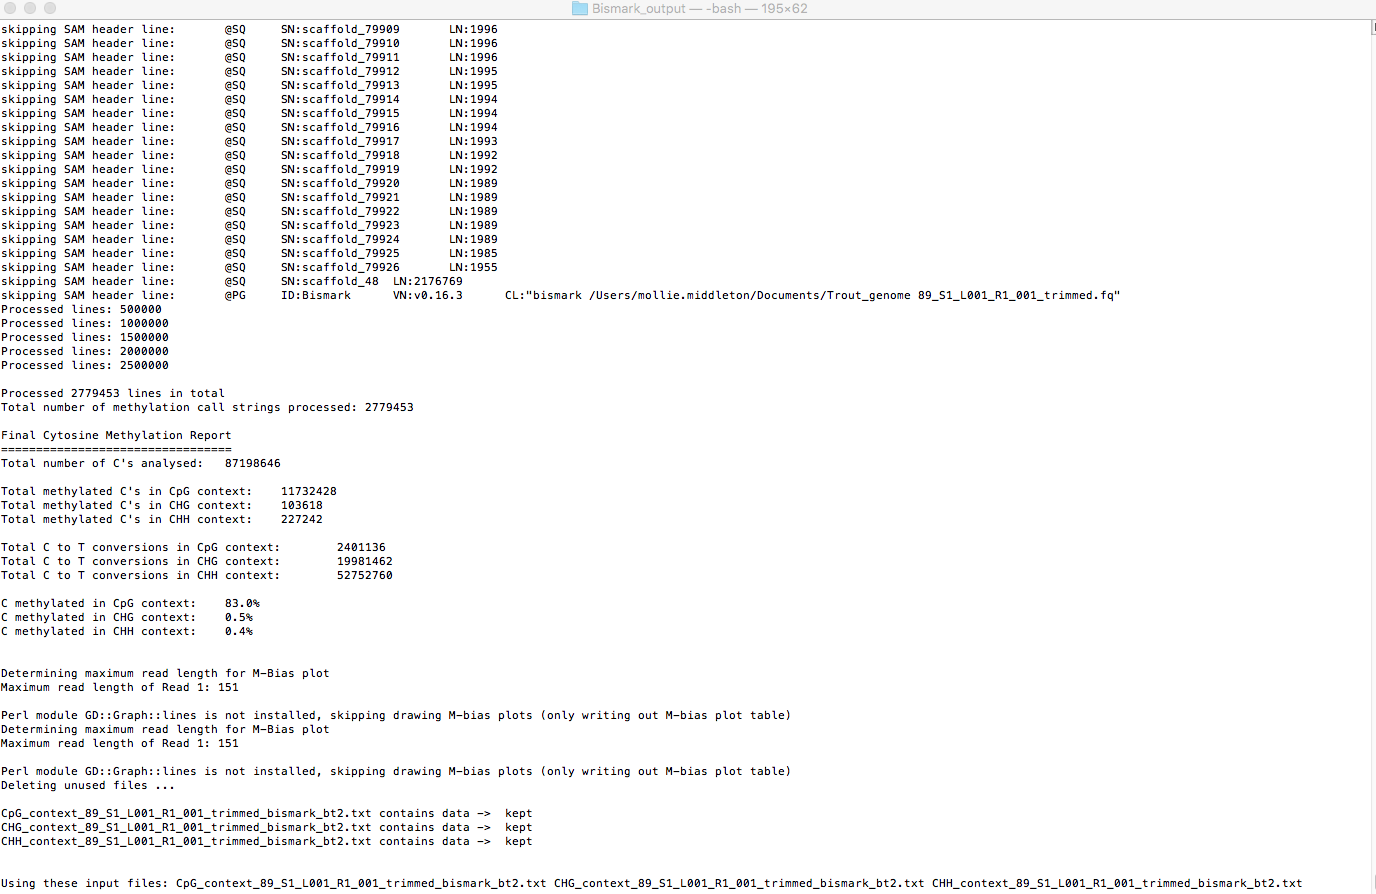 Bismark_output — -bash — 195×62
skipping SAM header line: @SQ SN:scaffold_79909 LN:1996
skipping SAM header line: @SQ SN:scaffold_79910 LN:1996
skipping SAM header line: @SQ SN:scaffold_79911 LN:1996
skipping SAM header line: @SQ SN:scaffold_79912 LN:1995
skipping SAM header line: @SQ SN:scaffold_79913 LN:1995
skipping SAM header line: @SQ SN:scaffold_79914 LN:1994
skipping SAM header line: @SQ SN:scaffold_79915 LN:1994
skipping SAM header line: @SQ SN:scaffold_79916 LN:1994
skipping SAM header line: @SQ SN:scaffold_79917 LN:1993
skipping SAM header line: @SQ SN:scaffold_79918 LN:1992
skipping SAM header line: @SQ SN:scaffold_79919 LN:1992
skipping SAM header line: @SQ SN:scaffold_79920 LN:1989
skipping SAM header line: @SQ SN:scaffold_79921 LN:1989
skipping SAM header line: @SQ SN:scaffold_79922 LN:1989
skipping SAM header line: @SQ SN:scaffold_79923 LN:1989
skipping SAM header line: @SQ SN:scaffold_79924 LN:1989
skipping SAM header line: @SQ SN:scaffold_79925 LN:1985
skipping SAM header line: @SQ SN:scaffold_79926 LN:1955
skipping SAM header line: @SQ SN:scaffold_48 LN:2176769
skipping SAM header line: @PG ID:Bismark VN:v0.16.3 CL:"bismark /Users/mollie.middleton/Documents/Trout_genome 89_S1_L001_R1_001_trimmed.fq"
Processed lines: 500000
Processed lines: 1000000
Processed lines: 1500000
Processed lines: 2000000
Processed lines: 2500000
Processed 2779453 lines in total
Total number of methylation call strings processed: 2779453
Final Cytosine Methylation Report
=================================
Total number of C's analysed: 87198646
Total methylated C's in CpG context: 11732428
Total methylated C's in CHG context: 103618
Total methylated C's in CHH context: 227242
Total C to T conversions in CpG context: 2401136
Total C to T conversions in CHG context: 19981462
Total C to T conversions in CHH context: 52752760
C methylated in CpG context: 83.0%
C methylated in CHG context: 0.5%
C methylated in CHH context: 0.4%
Determining maximum read length for M-Bias plot
Maximum read length of Read 1: 151
Perl module GD::Graph::lines is not installed, skipping drawing M-bias plots (only writing out M-bias plot table)
Determining maximum read length for M-Bias plot
Maximum read length of Read 1: 151
Perl module GD::Graph::lines is not installed, skipping drawing M-bias plots (only writing out M-bias plot table)
Deleting unused files ...
CpG_context_89_S1_L001_R1_001_trimmed_bismark_bt2.txt contains data -> kept
CHG_context_89_S1_L001_R1_001_trimmed_bismark_bt2.txt contains data -> kept
CHH_context_89_S1_L001_R1_001_trimmed_bismark_bt2.txt contains data -> kept
Using these input files: CpG_context_89_S1_L001_R1_001_trimmed_bismark_bt2.txt CHG_context_89_S1_L001_R1_001_trimmed_bismark_bt2.txt CHH_context_89_S1_L001_R1_001_trimmed_bismark_bt2.txt